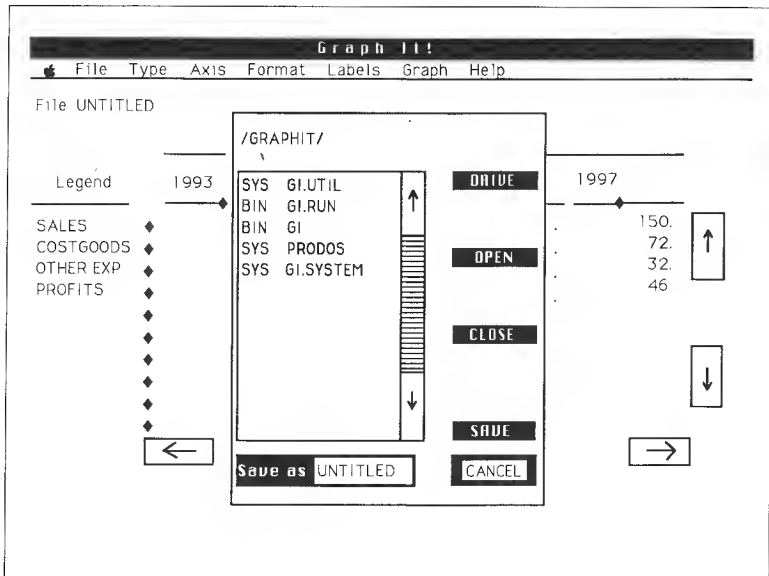 Graph It!
File Type Axis Format Labels Graph Help
File UNTITLED
/GRAPHIT/
Legend 1993 1997
SYS GI.UTIL
BIN GI.RUN
BIN GI
SYS PRODOS
SYS GI.SYSTEM
DRIVE
OPEN
CLOSE
SAVE
CANCEL
Save as UNTITLED
SALES 150.
COSTGOODS 72.
OTHER EXP 32.
PROFITS 46